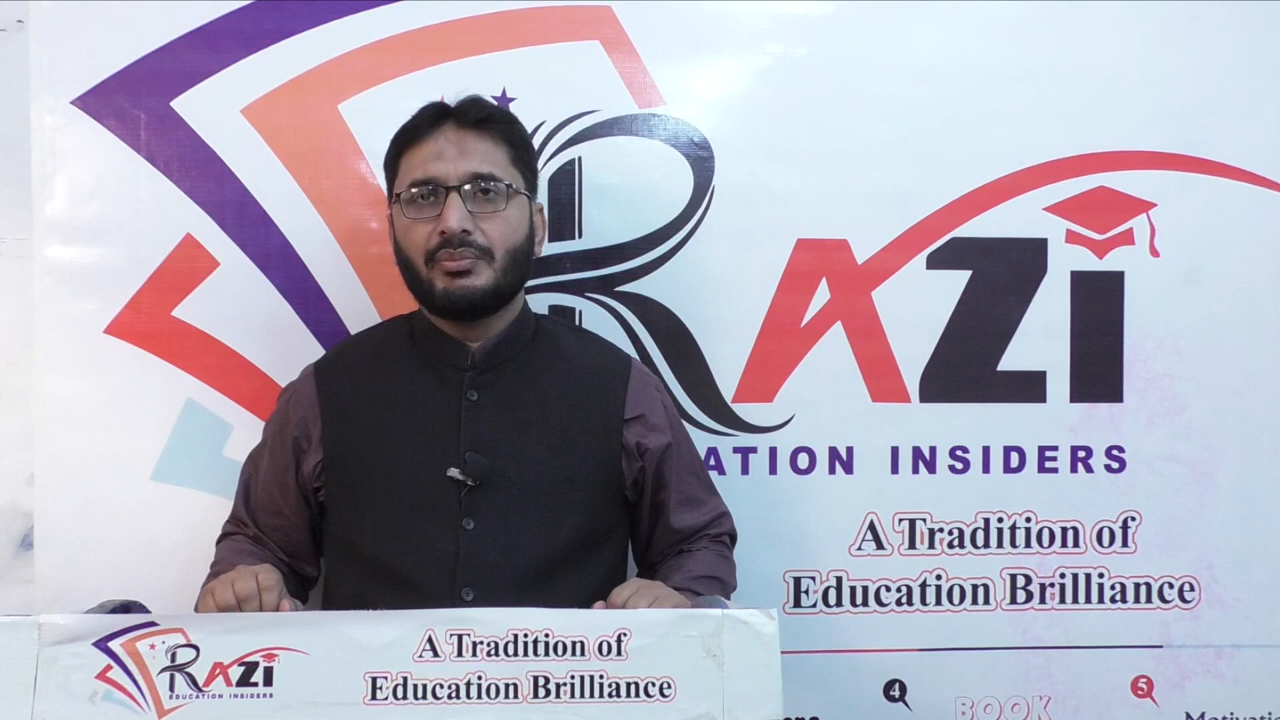 RAZI
ATION INSIDERS
A Tradition of
Education Brilliance
4
BOOK
5
RAZI
EDUCATION INSIDERS
A Tradition of
Education Brilliance